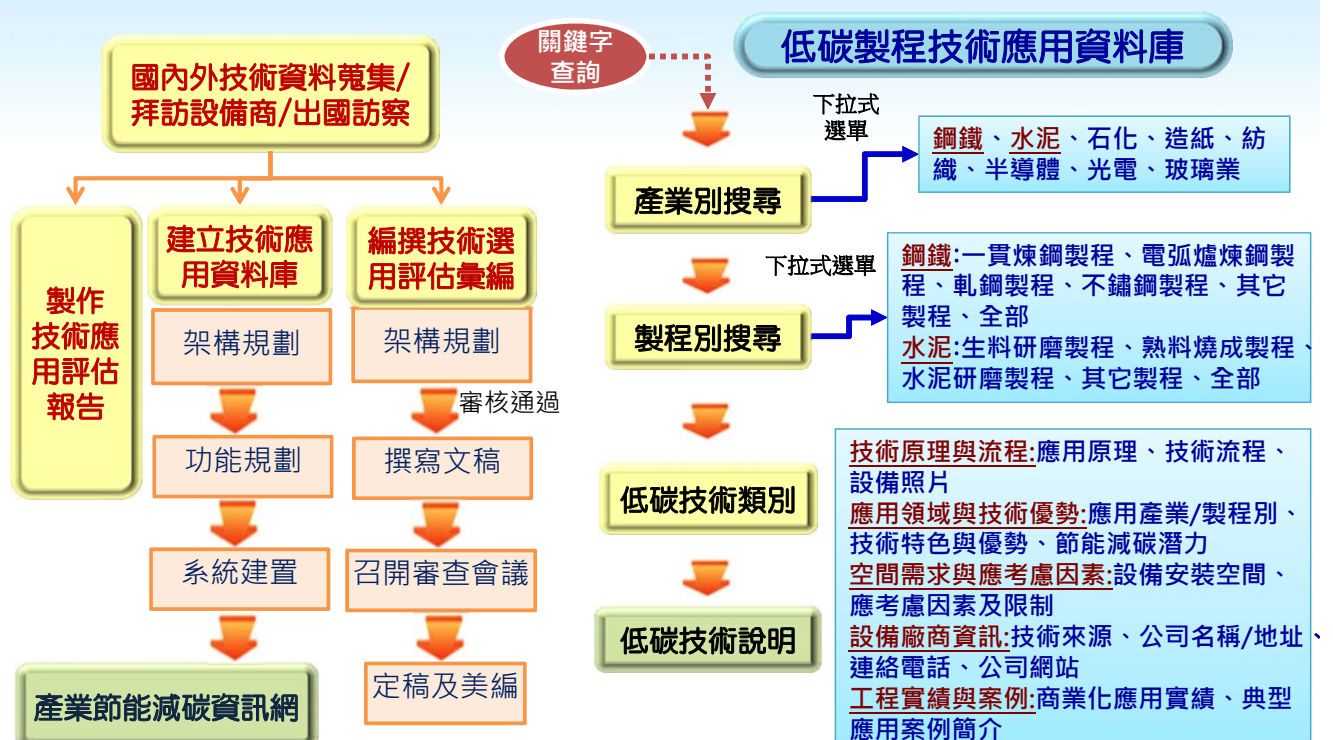 國內外技術資料蒐集/
拜訪設備商/出國訪察
製作
技術應
用評估
報告
建立技術應
用資料庫
架構規劃
功能規劃
系統建置
產業節能減碳資訊網
編撰技術選
用評估彙編
架構規劃
審核通過
撰寫文稿
召開審查會議
定稿及美編
關鍵字
查詢
低碳製程技術應用資料庫
產業別搜尋
下拉式
選單
鋼鐵、水泥、石化、造紙、紡
織、半導體、光電、玻璃業
製程別搜尋
下拉式選單
鋼鐵:一貫煉鋼製程、電弧爐煉鋼製
程、軋鋼製程、不鏽鋼製程、其它
製程、全部
水泥:生料研磨製程、熟料燒成製程、
水泥研磨製程、其它製程、全部
低碳技術類別
低碳技術說明
技術原理與流程:應用原理、技術流程、
設備照片
應用領域與技術優勢:應用產業/製程別、
技術特色與優勢、節能減碳潛力
空間需求與應考慮因素:設備安裝空間、
應考慮因素及限制
設備廠商資訊:技術來源、公司名稱/地址、
連絡電話、公司網站
工程實績與案例:商業化應用實績、典型
應用案例簡介